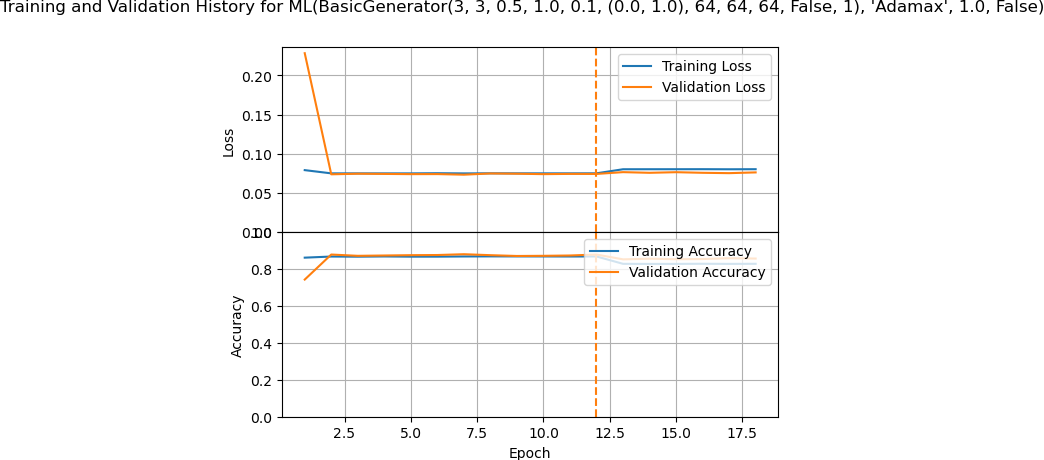 Training and Validation History for ML(BasicGenerator(3, 3, 0.5, 1.0, 0.1, (0.0, 1.0), 64, 64, 64, False, 1), 'Adamax', 1.0, False)
Training Loss
Validation Loss
0.20
0.15
0.10
0.05
0.00
Loss
Training Accuracy
Validation Accuracy
1.0
0.8
0.6
0.4
0.2
0.0
Accuracy
2.5 5.0 7.5 10.0 12.5 15.0 17.5
Epoch